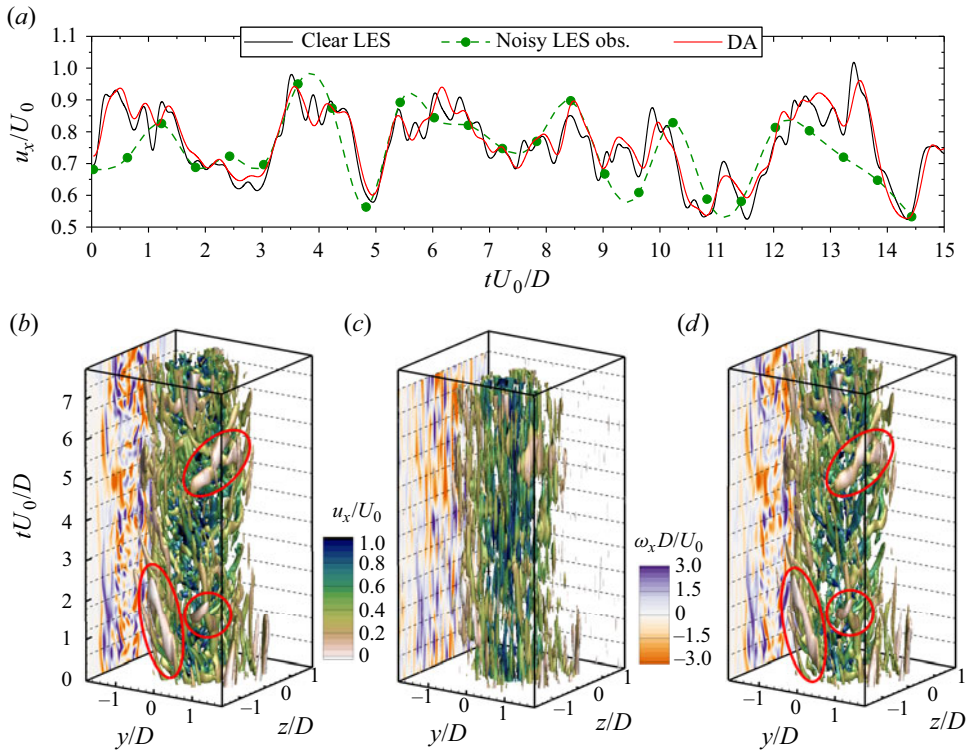 (a)
Clear LES
Noisy LES obs.
DA
1.1
1.0
0.9
0.8
0.7
0.6
0.5
u_x/U_0
0 1 2 3 4 5 6 7 8 9 10 11 12 13 14 15
tU_0/D
(b)
(c)
(d)
7
6
5
4
3
2
1
0
tU_0/D
u_x/U_0
1.0
0.8
0.6
0.4
0.2
0
ω_xD/U_0
3.0
1.5
0
−1.5
−3.0
−1 0 1
y/D
−1 0 1
z/D
−1 0 1
y/D
−1 0 1
z/D
−1 0 1
y/D
−1 0 1
z/D